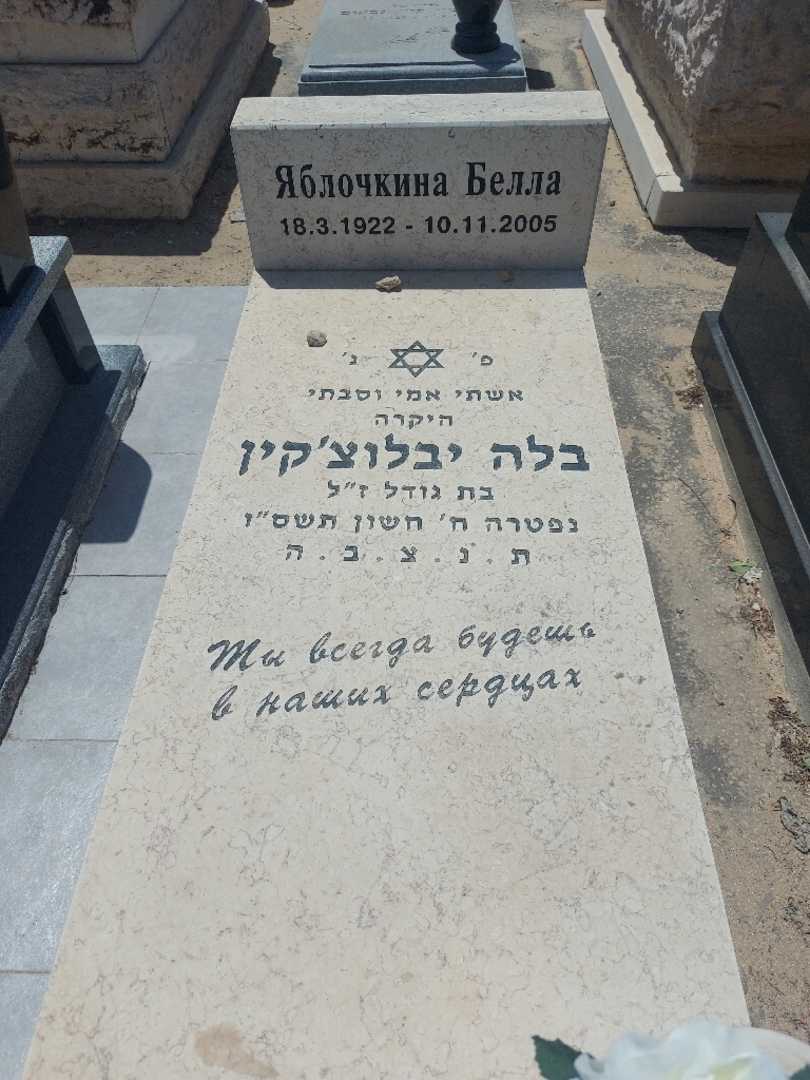 Яблочкина Белла
18.3.1922 - 10.11.2005
פ׳ נ׳
אשתי אמי וסבתי
היקרה
בלה יבלוצ׳קין
בת גודל ז״ל
נפטרה ח׳ חשון תשס״ו
ת . נ . צ . ב . ה
Ты всегда будешь
в наших сердцах